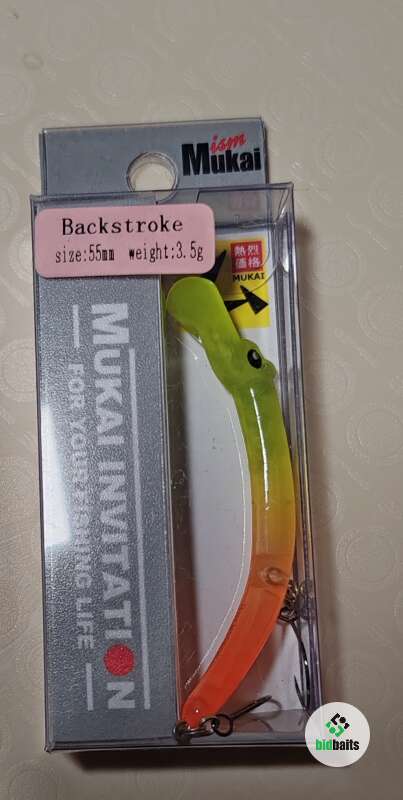 ism
Mukai
Backstroke
size:55mm weight:3.5g
熱烈
価格
MUKAI
MUKAI INVITATION
FOR YOUR FISHING LIFE
bidbaits